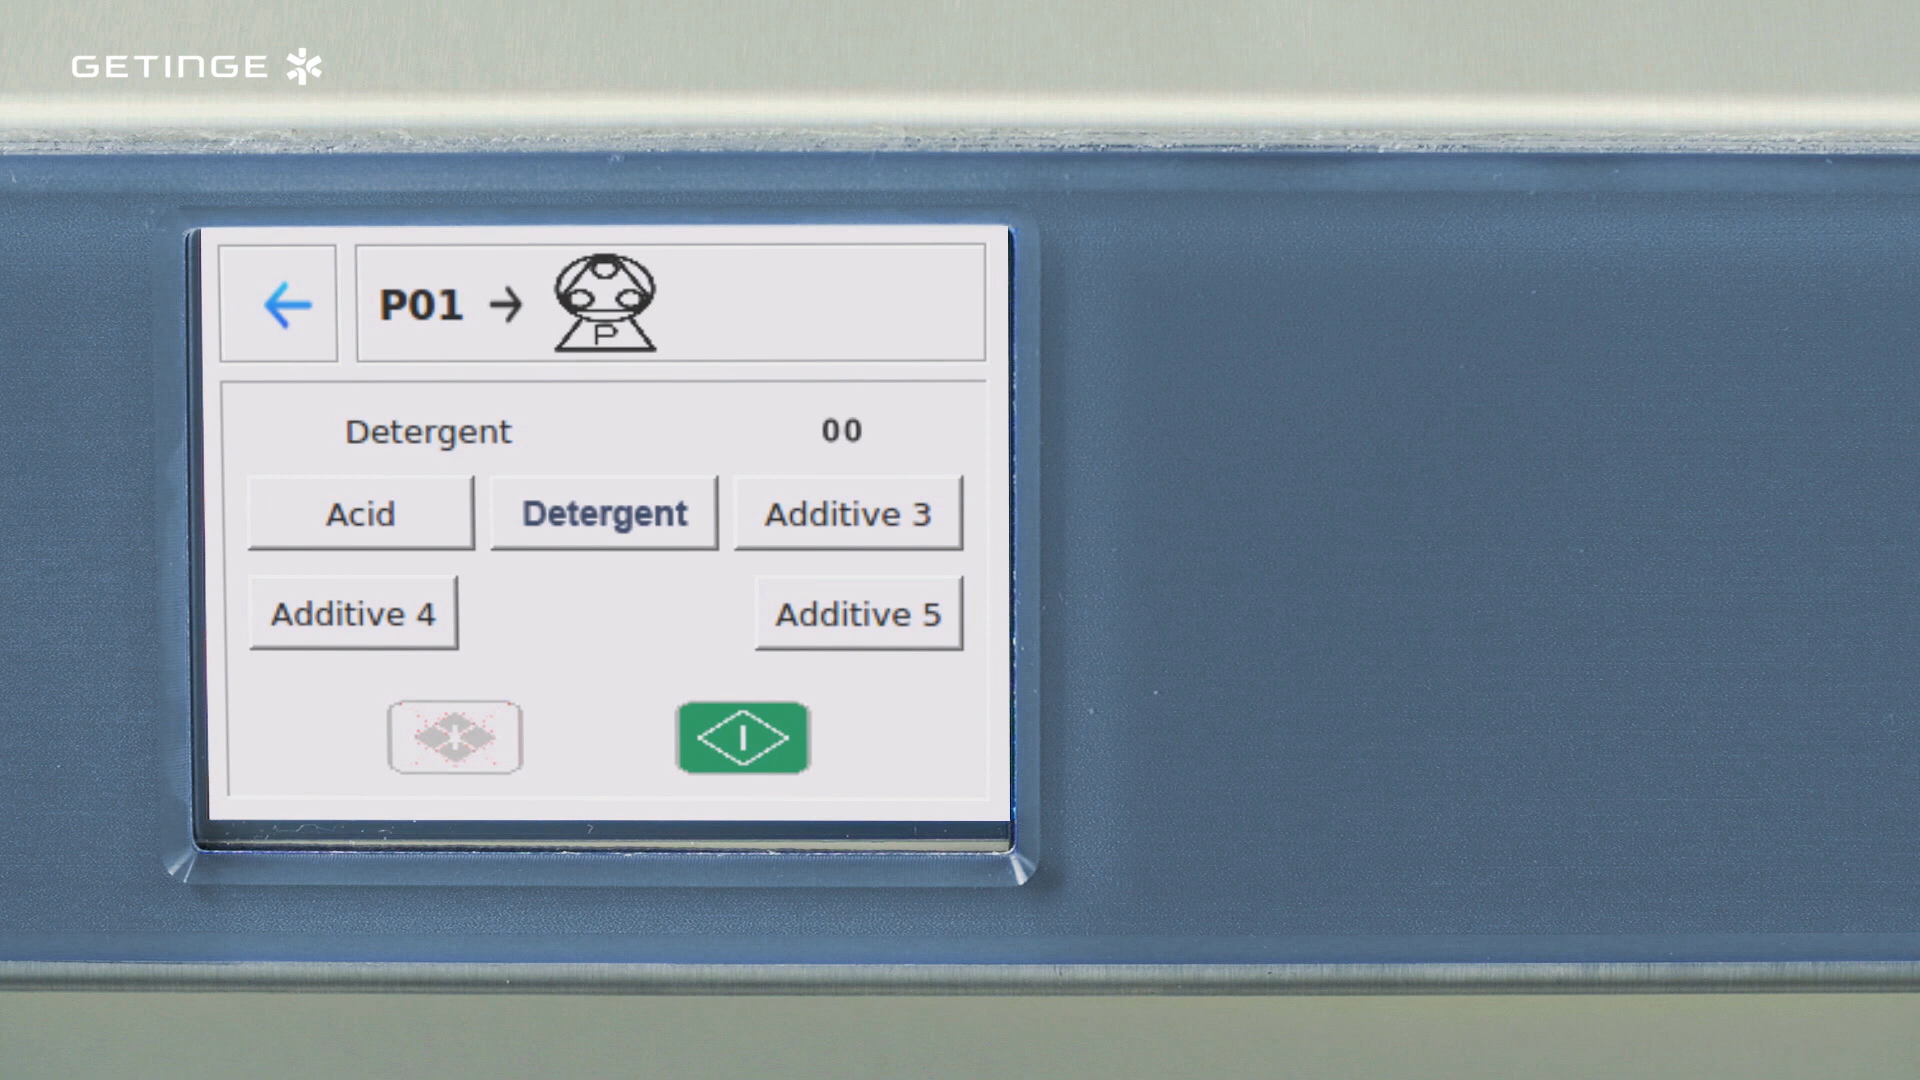 GETINGE
P01 →
P
Detergent 00
Acid Detergent Additive 3
Additive 4 Additive 5